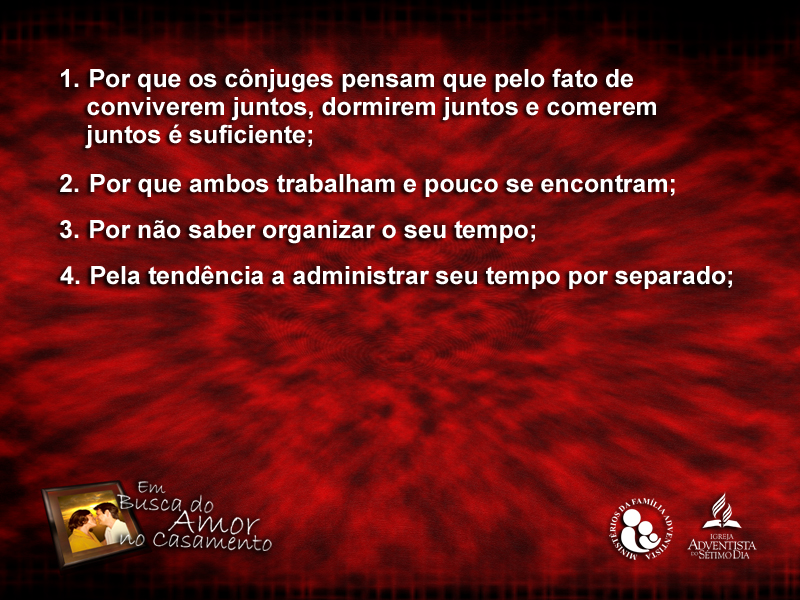 1. Por que os cônjuges pensam que pelo fato de
conviverem juntos, dormirem juntos e comerem
juntos é suficiente;
2. Por que ambos trabalham e pouco se encontram;
3. Por não saber organizar o seu tempo;
4. Pela tendência a administrar seu tempo por separado;
Em
Busca do
Amor
no Casamento
MINISTÉRIOS DA FAMÍLIA ADVENTISTA
IGREJA
ADVENTISTA
DO SÉTIMO DIA